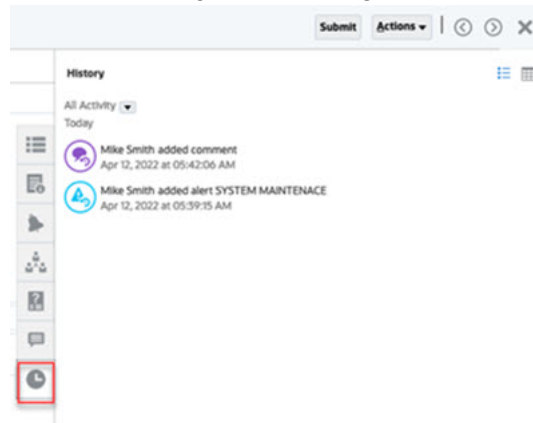 Submit Actions
History
All Activity
Today
Mike Smith added comment
Apr 12, 2022 at 05:42:06 AM
Mike Smith added alert SYSTEM MAINTENACE
Apr 12, 2022 at 05:39:15 AM